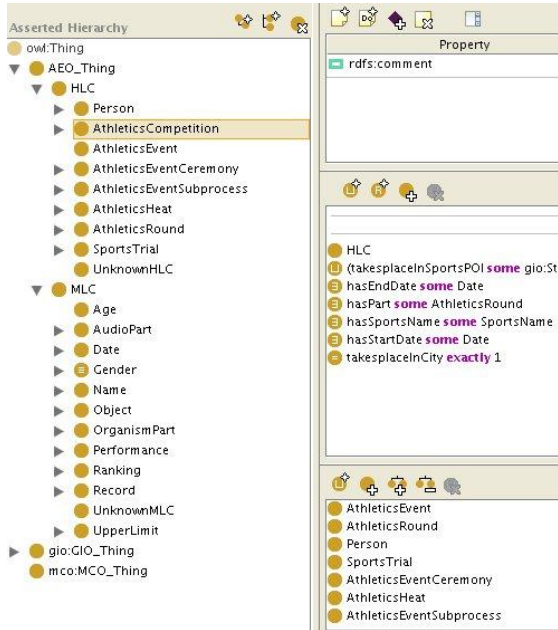 Asserted Hierarchy
owl:Thing
AEO_Thing
HLC
Person
AthleticsCompetition
AthleticsEvent
AthleticsEventCeremony
AthleticsEventSubprocess
AthleticsHeat
AthleticsRound
SportsTrial
UnknownHLC
MLC
Age
AudioPart
Date
Gender
Name
Object
OrganismPart
Performance
Ranking
Record
UnknownMLC
UpperLimit
gio:GIO_Thing
mco:MCO_Thing
Property
rdfs:comment
HLC
(takesplaceInSportsPOI some gio:St
hasEndDate some Date
hasPart some AthleticsRound
hasSportsName some SportsName
hasStartDate some Date
takesplaceInCity exactly 1
AthleticsEvent
AthleticsRound
Person
SportsTrial
AthleticsEventCeremony
AthleticsHeat
AthleticsEventSubprocess